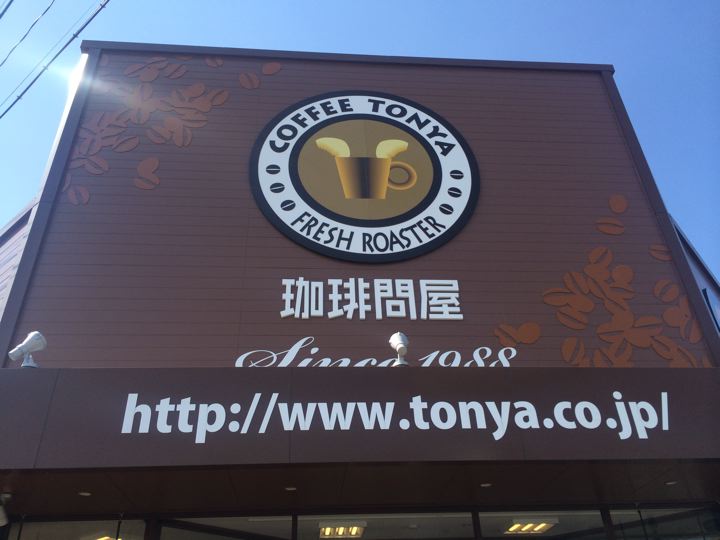 COFFEE TONYA
FRESH ROASTER
珈琲問屋
Since 1988
http://www.tonya.co.jp/